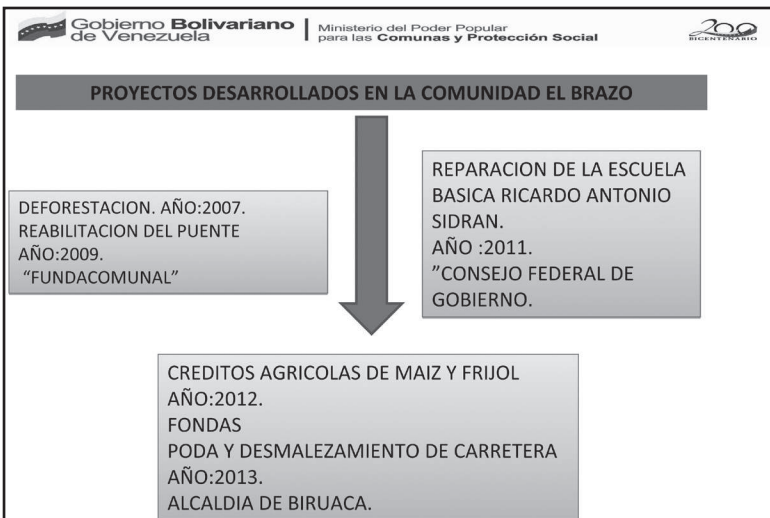 Gobierno Bolivariano
de Venezuela
Ministerio del Poder Popular
para las Comunas y Protección Social
200
BICENTENARIO
PROYECTOS DESARROLLADOS EN LA COMUNIDAD EL BRAZO
DEFORESTACION. AÑO:2007.
REABILITACION DEL PUENTE
AÑO:2009.
"FUNDACOMUNAL"
REPARACION DE LA ESCUELA
BASICA RICARDO ANTONIO
SIDRAN.
AÑO :2011.
"CONSEJO FEDERAL DE
GOBIERNO.
CREDITOS AGRICOLAS DE MAIZ Y FRIJOL
AÑO:2012.
FONDAS
PODA Y DESMALEZAMIENTO DE CARRETERA
AÑO:2013.
ALCALDIA DE BIRUACA.